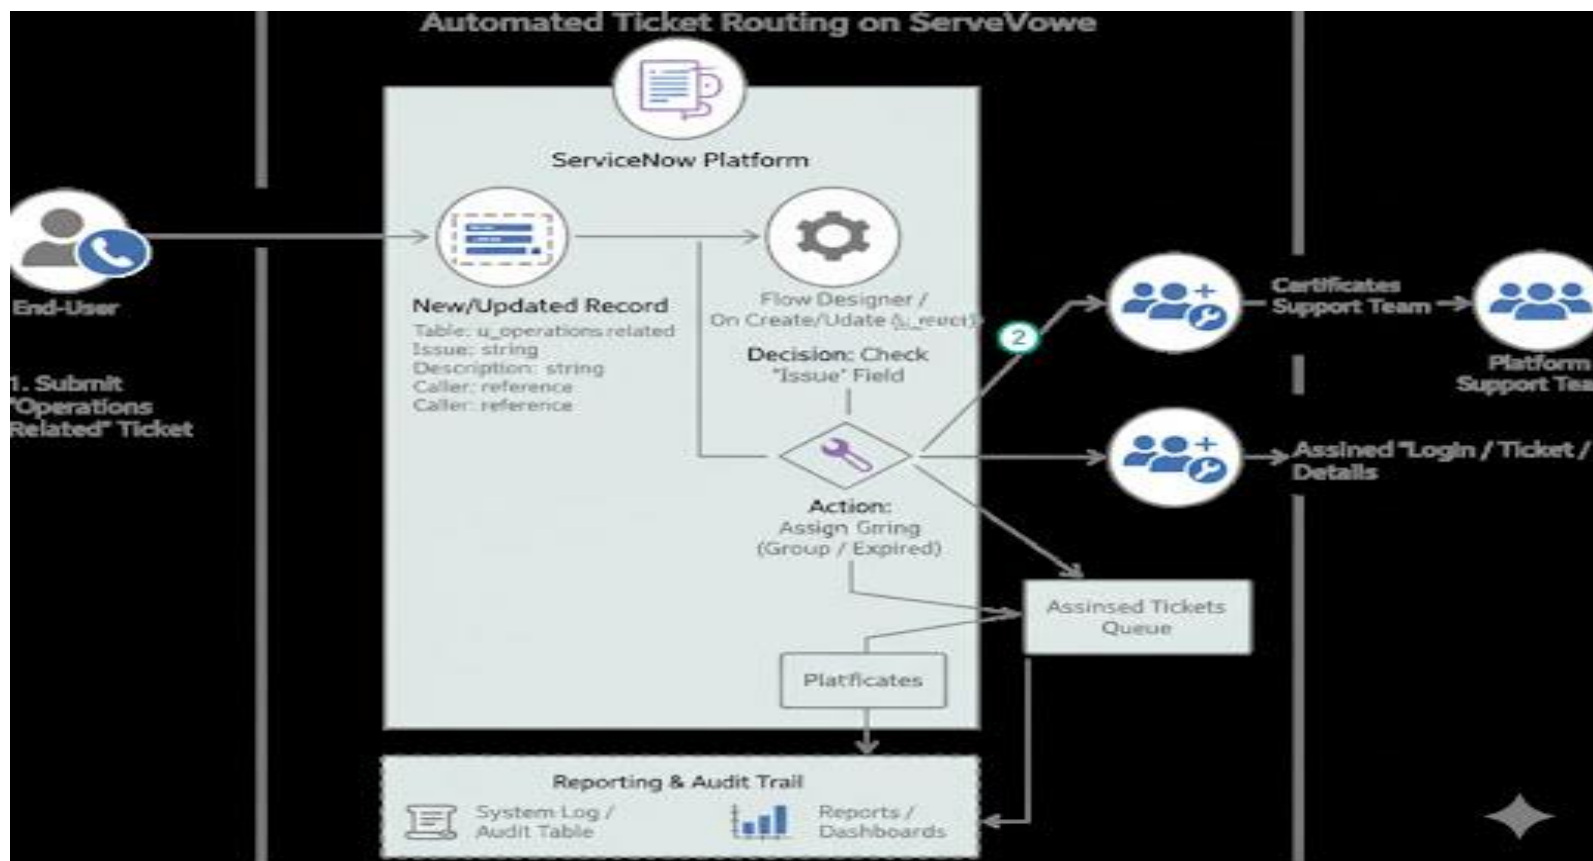 Automated Ticket Routing on ServeVowe
ServiceNow Platform
End-User
1. Submit
"Operations
Related" Ticket
New/Updated Record
Table: u_operations related
Issue: string
Description: string
Caller: reference
Caller: reference
Flow Designer /
On Create/Udate
Decision: Check
"Issue" Field
2
Action:
Assign Grring
(Group / Expired)
Certificates
Support Team
Platform
Support Tea
Assined "Login / Ticket /
Details
Assinsed Tickets
Queue
Platficates
Reporting & Audit Trail
System Log /
Audit Table
Reports /
Dashboards